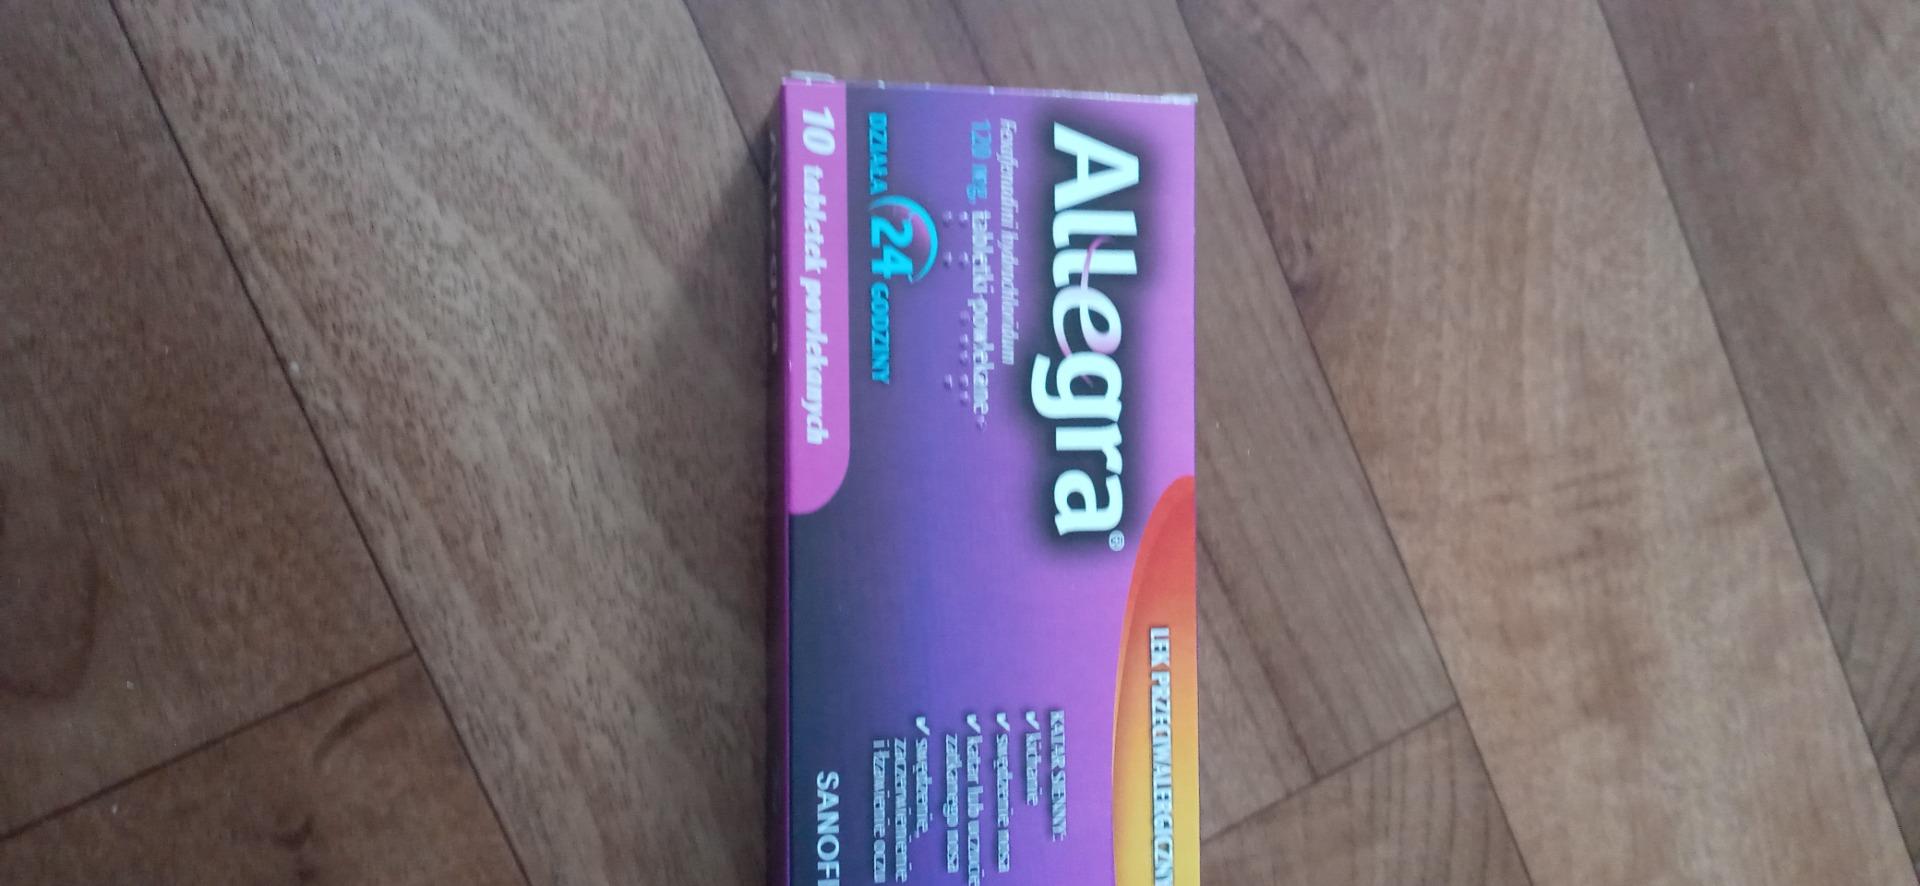 Allegra®
Fexofenadini hydrochloridum
120 mg, tabletki powlekane
DZIAŁA 24 GODZINY
10 tabletek powlekanych
LEK PRZECIWALERGICZNY
KATAR SIENNY:
✓ kichanie
✓ swędzenie nosa
✓ katar lub uczucie
zatkanego nosa
✓ swędzenie,
zaczerwienienie
i łzawienie oczu
SANOFI